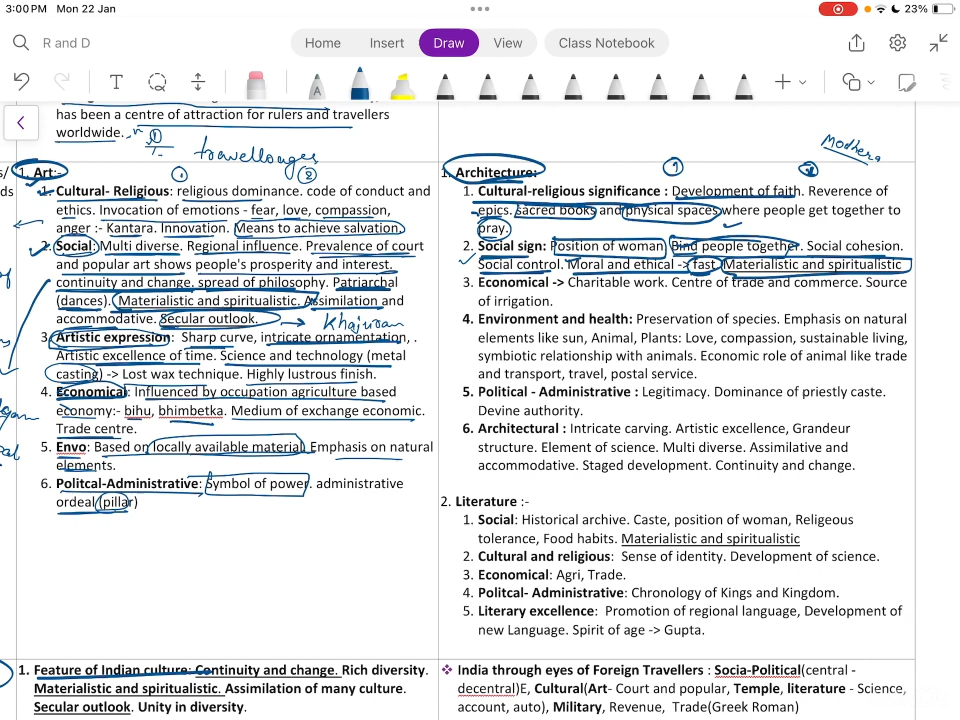 3:00 PM Mon 22 Jan
23%
R and D
Home Insert Draw View Class Notebook
has been a centre of attraction for rulers and travellers
worldwide.
travellouges
Modhera
1. Art:-
1. Cultural- Religious: religious dominance. code of conduct and
ethics. Invocation of emotions - fear, love, compassion,
anger :- Kantara. Innovation. Means to achieve salvation.
2. Social: Multi diverse. Regional influence. Prevalence of court
and popular art shows people's prosperity and interest.
continuity and change. spread of philosophy. Patriarchal
(dances). Materialistic and spiritualistic. Assimilation and
accommodative. Secular outlook.
Khajuraon
3. Artistic expression: Sharp curve, intricate ornamentation, .
Artistic excellence of time. Science and technology (metal
casting) -> Lost wax technique. Highly lustrous finish.
4. Economical: Influenced by occupation agriculture based
economy:- bihu, bhimbetka. Medium of exchange economic.
Trade centre.
5. Envo: Based on locally available material. Emphasis on natural
elements.
6. Politcal-Administrative: Symbol of power. administrative
ordeal (pillar)
1. Architecture:
1. Cultural-religious significance : Development of faith. Reverence of
epics. Sacred books and physical spaces where people get together to
pray.
2. Social sign: Position of woman. Bind people together. Social cohesion.
Social control. Moral and ethical -> fast. Materialistic and spiritualistic
3. Economical -> Charitable work. Centre of trade and commerce. Source
of irrigation.
4. Environment and health: Preservation of species. Emphasis on natural
elements like sun, Animal, Plants: Love, compassion, sustainable living,
symbiotic relationship with animals. Economic role of animal like trade
and transport, travel, postal service.
5. Political - Administrative : Legitimacy. Dominance of priestly caste.
Devine authority.
6. Architectural : Intricate carving. Artistic excellence, Grandeur
structure. Element of science. Multi diverse. Assimilative and
accommodative. Staged development. Continuity and change.
2. Literature :-
1. Social: Historical archive. Caste, position of woman, Religeous
tolerance, Food habits. Materialistic and spiritualistic
2. Cultural and religious: Sense of identity. Development of science.
3. Economical: Agri, Trade.
4. Politcal- Administrative: Chronology of Kings and Kingdom.
5. Literary excellence: Promotion of regional language, Development of
new Language. Spirit of age -> Gupta.
1. Feature of Indian culture: Continuity and change. Rich diversity.
Materialistic and spiritualistic. Assimilation of many culture.
Secular outlook. Unity in diversity.
❖ India through eyes of Foreign Travellers : Socia-Political(central -
decentral)E, Cultural(Art- Court and popular, Temple, literature - Science,
account, auto), Military, Revenue, Trade(Greek Roman)